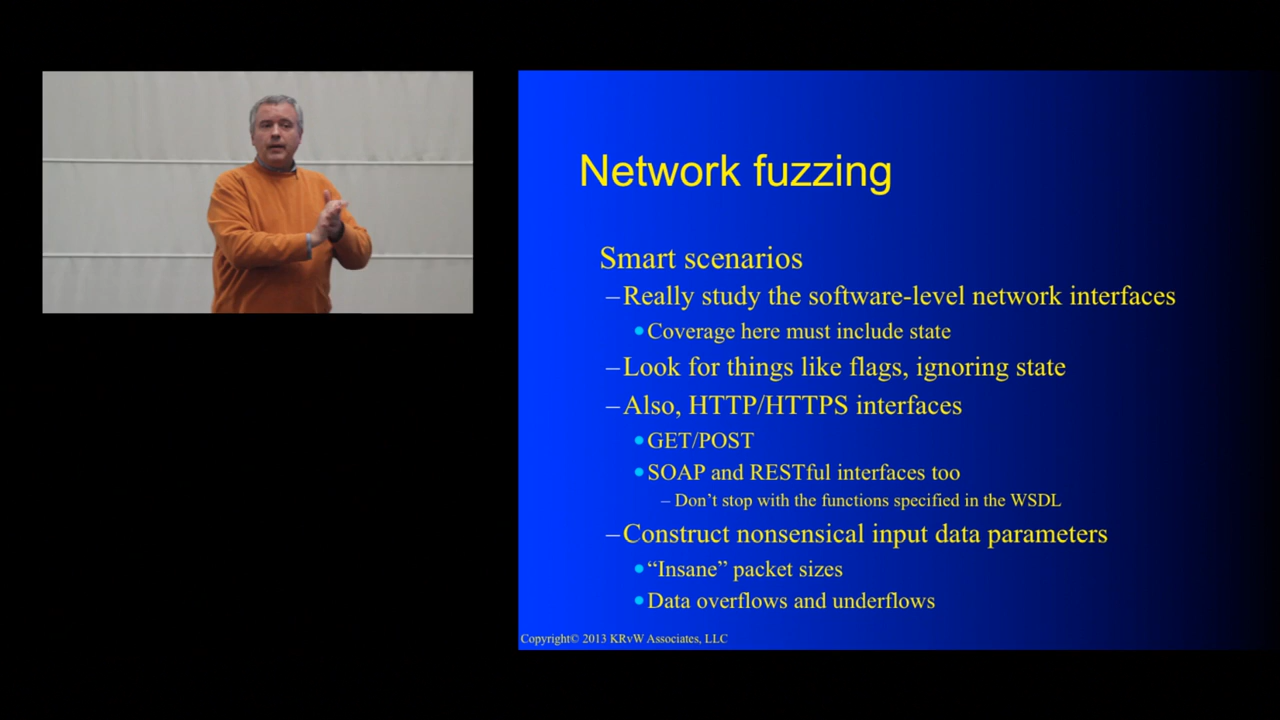 Network fuzzing
Smart scenarios
–Really study the software-level network interfaces
•Coverage here must include state
–Look for things like flags, ignoring state
–Also, HTTP/HTTPS interfaces
•GET/POST
•SOAP and RESTful interfaces too
– Don’t stop with the functions specified in the WSDL
–Construct nonsensical input data parameters
•“Insane” packet sizes
•Data overflows and underflows
Copyright© 2013 KRvW Associates, LLC